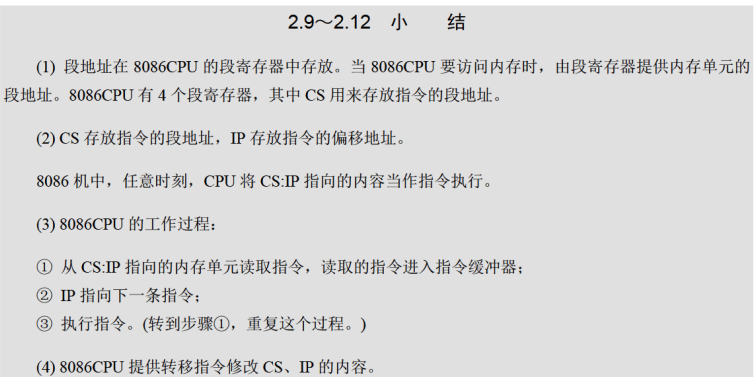 2.9～2.12 小 结
(1) 段地址在 8086CPU 的段寄存器中存放。当 8086CPU 要访问内存时，由段寄存器提供内存单元的
段地址。8086CPU 有 4 个段寄存器，其中 CS 用来存放指令的段地址。
(2) CS 存放指令的段地址，IP 存放指令的偏移地址。
8086 机中，任意时刻，CPU 将 CS:IP 指向的内容当作指令执行。
(3) 8086CPU 的工作过程：
① 从 CS:IP 指向的内存单元读取指令，读取的指令进入指令缓冲器；
② IP 指向下一条指令；
③ 执行指令。(转到步骤①，重复这个过程。)
(4) 8086CPU 提供转移指令修改 CS、IP 的内容。